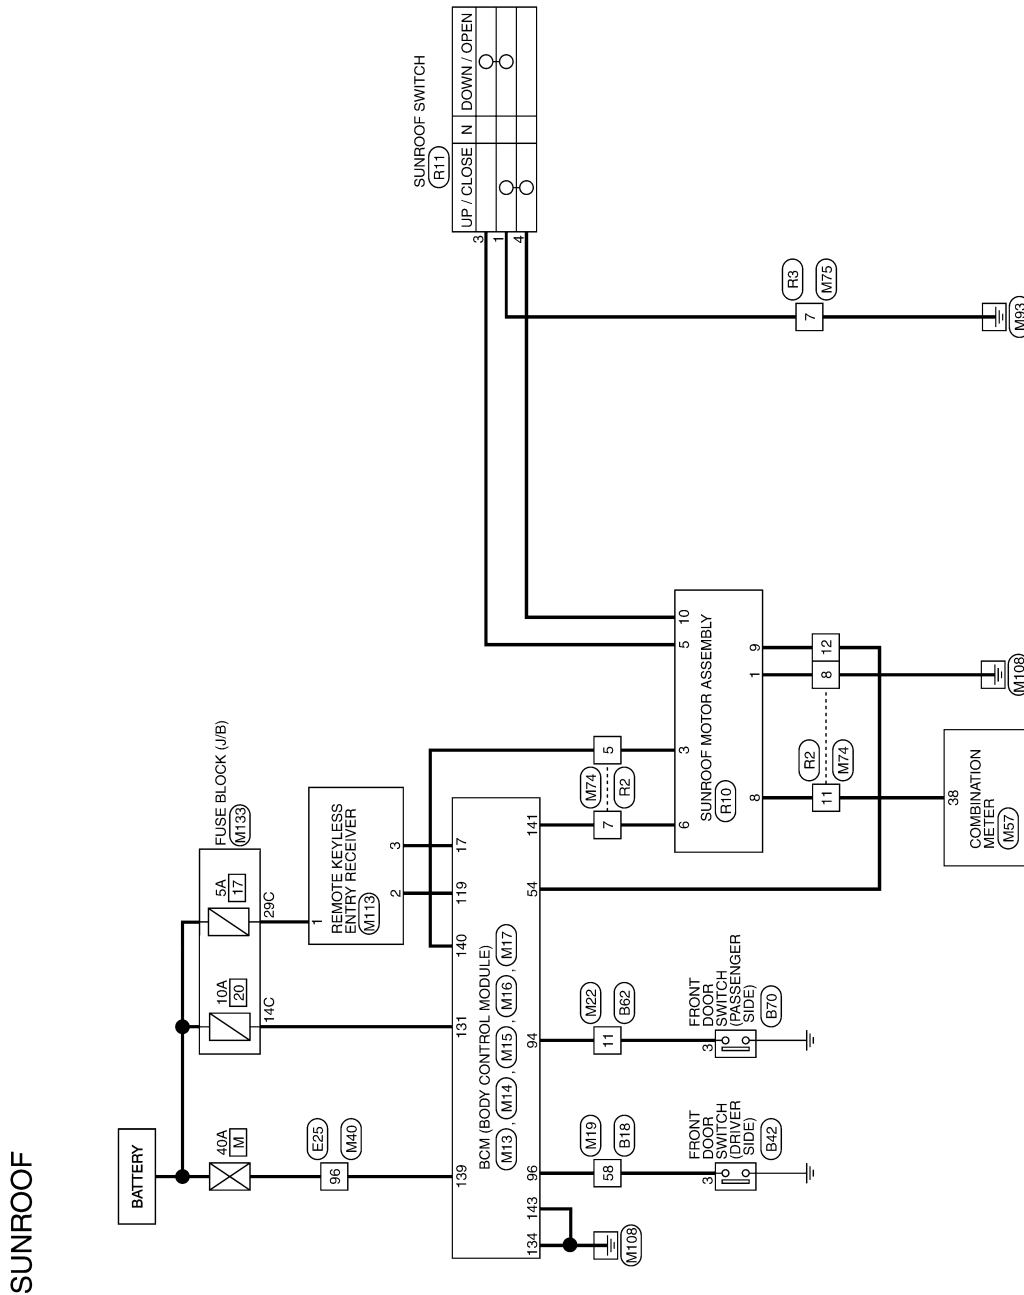 SUNROOF
BATTERY
40A
M
E25
96
M40
139
10A
20
14C
131
5A
17
29C
FUSE BLOCK (J/B)
M133
1
REMOTE KEYLESS
ENTRY RECEIVER
M113
2
3
140
119
17
BCM (BODY CONTROL MODULE)
M13 , M14 , M15 , M16 , M17
134
143
96
94
54
141
M108
M19
58
B18
FRONT
DOOR
SWITCH
(DRIVER
SIDE)
3
B42
M22
11
B62
FRONT
DOOR
SWITCH
(PASSENGER
SIDE)
3
B70
M74
7
5
R2
6
3
5
10
SUNROOF MOTOR ASSEMBLY
R10
8
1
9
R2
11
8
12
M74
38
COMBINATION
METER
M57
M108
SUNROOF SWITCH
R11
UP / CLOSE
N
DOWN / OPEN
3
1
4
R3
7
M75
M93